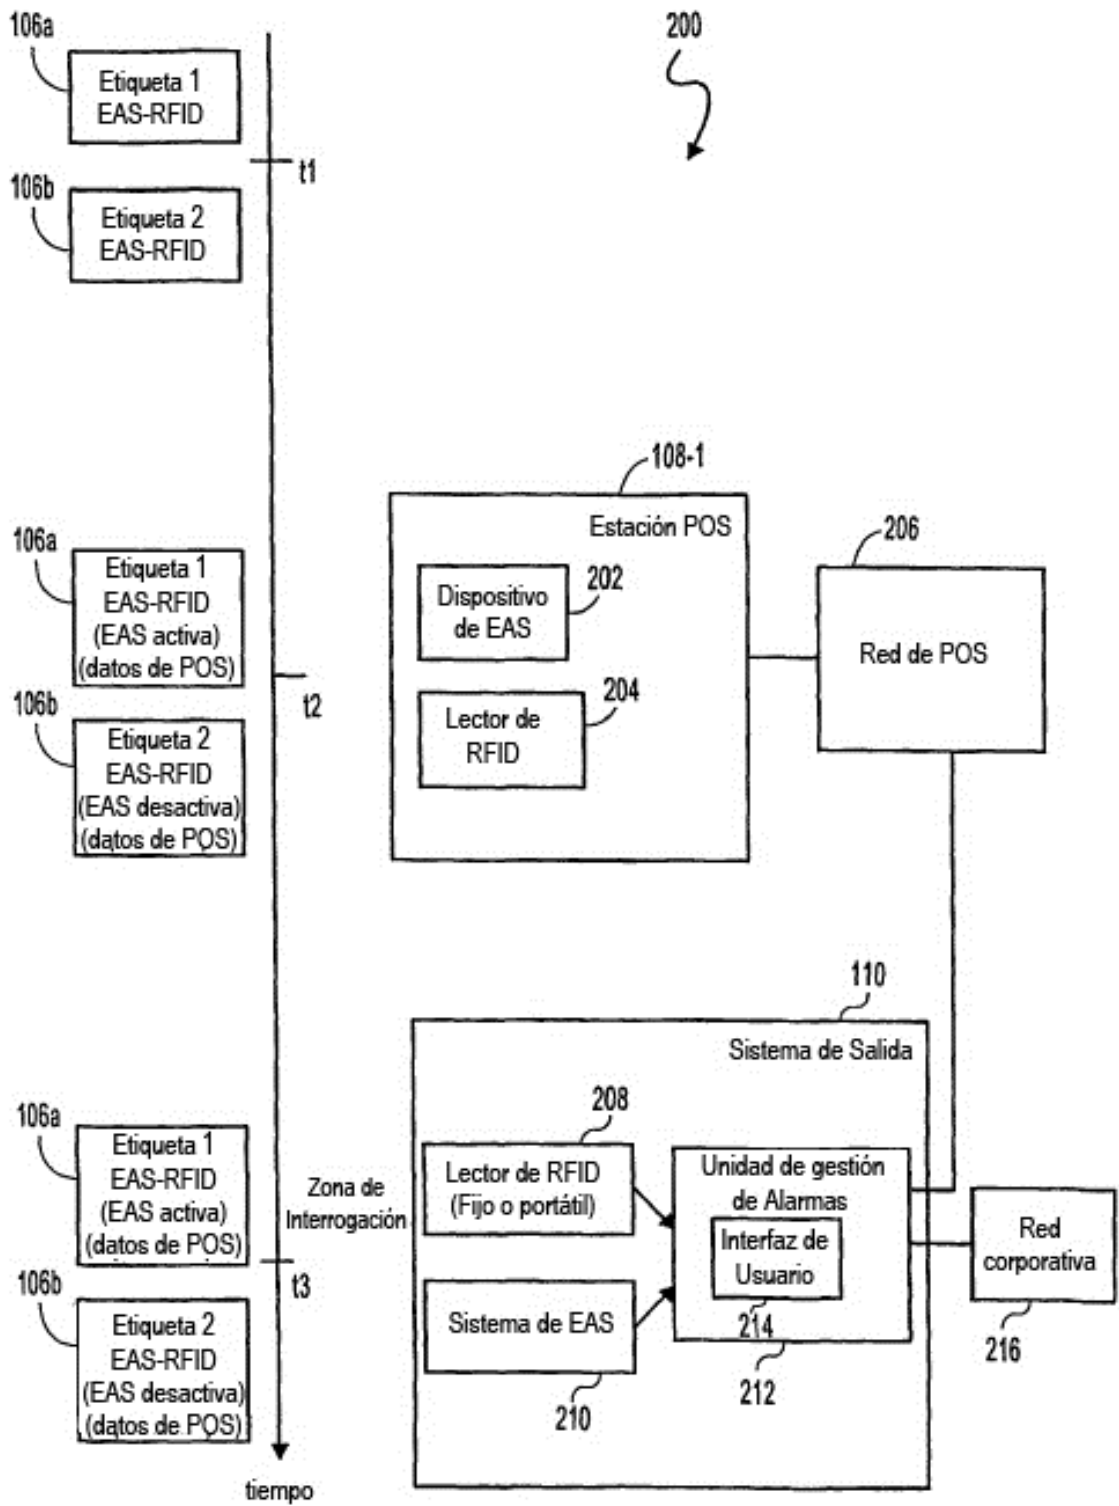 106a
Etiqueta 1
EAS-RFID
200
t1
106b
Etiqueta 2
EAS-RFID
108-1
Estación POS
106a
Etiqueta 1
EAS-RFID
(EAS activa)
(datos de POS)
Dispositivo
de EAS
202
206
Red de POS
t2
106b
Etiqueta 2
EAS-RFID
(EAS desactiva)
(datos de POS)
Lector de
RFID
204
110
Sistema de Salida
106a
Etiqueta 1
EAS-RFID
(EAS activa)
(datos de POS)
Zona de
Interrogación
208
Lector de RFID
(Fijo o portátil)
Unidad de gestión
de Alarmas
Interfaz de
Usuario
214
212
Red
corporativa
216
t3
106b
Etiqueta 2
EAS-RFID
(EAS desactiva)
(datos de POS)
Sistema de EAS
210
tiempo